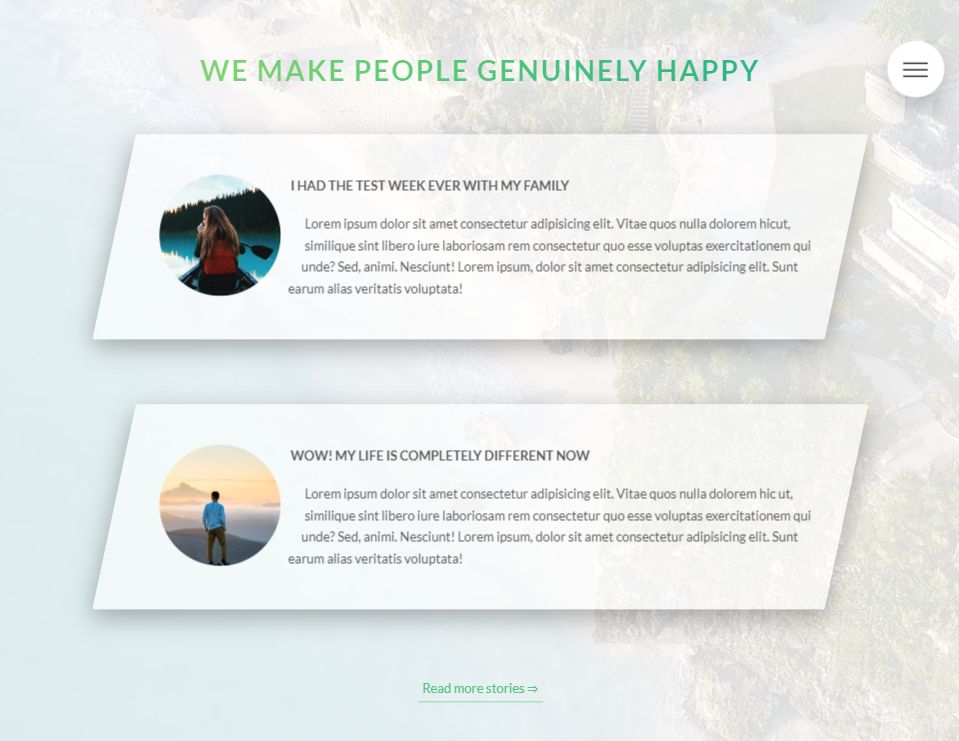 WE MAKE PEOPLE GENUINELY HAPPY
I HAD THE TEST WEEK EVER WITH MY FAMILY
Lorem ipsum dolor sit amet consectetur adipisicing elit. Vitae quos nulla dolorem hicut,
similique sint libero iure laboriosam rem consectetur quo esse voluptas exercitationem qui
unde? Sed, animi. Nesciunt! Lorem ipsum, dolor sit amet consectetur adipisicing elit. Sunt
earum alias veritatis voluptata!
WOW! MY LIFE IS COMPLETELY DIFFERENT NOW
Lorem ipsum dolor sit amet consectetur adipisicing elit. Vitae quos nulla dolorem hic ut,
similique sint libero iure laboriosam rem consectetur quo esse voluptas exercitationem qui
unde? Sed, animi. Nesciunt! Lorem ipsum, dolor sit amet consectetur adipisicing elit. Sunt
earum alias veritatis voluptata!
Read more stories ⇒